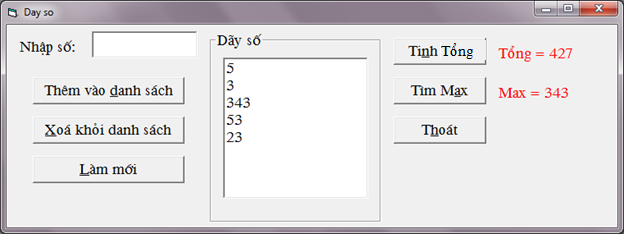 Day so
Nhập số:
Thêm vào danh sách
Xoá khỏi danh sách
Làm mới
Dãy số
5
3
343
53
23
Tính Tổng
Tìm Max
Thoát
Tổng = 427
Max = 343